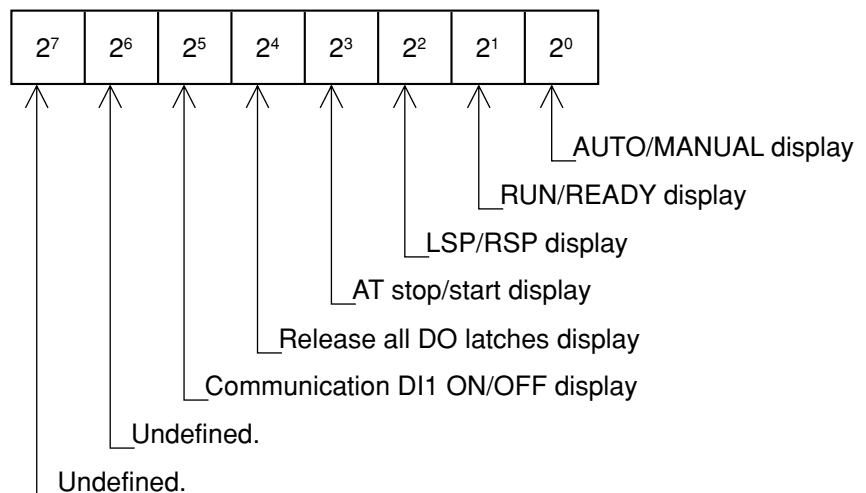 2⁷ 2⁶ 2⁵ 2⁴ 2³ 2² 2¹ 2⁰
AUTO/MANUAL display
RUN/READY display
LSP/RSP display
AT stop/start display
Release all DO latches display
Communication DI1 ON/OFF display
Undefined.
Undefined.